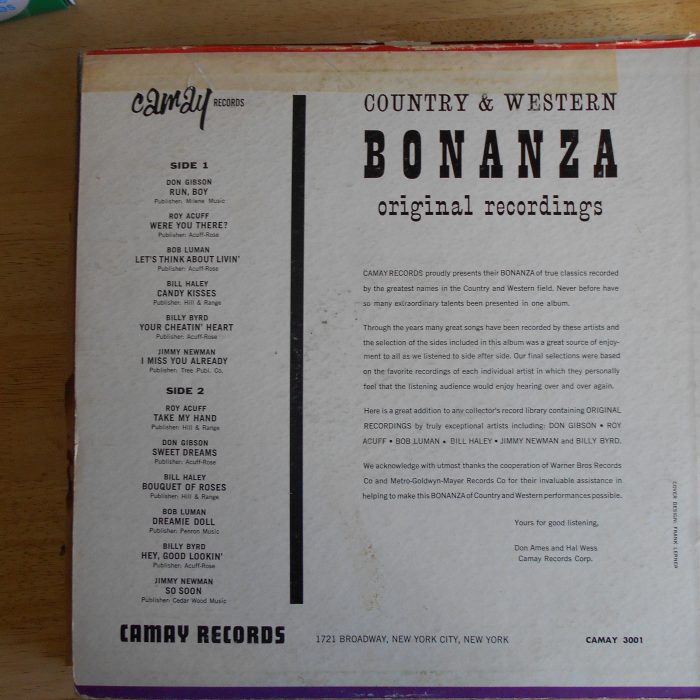 camay RECORDS
SIDE 1
DON GIBSON
RUN, BOY
Publisher: Milene Music
ROY ACUFF
WERE YOU THERE?
Publisher: Acuff-Rose
BOB LUMAN
LET'S THINK ABOUT LIVIN'
Publisher: Acuff-Rose
BILL HALEY
CANDY KISSES
Publisher: Hill & Range
BILLY BYRD
YOUR CHEATIN' HEART
Publisher: Acuff-Rose
JIMMY NEWMAN
I MISS YOU ALREADY
Publisher: Tree Publ. Co.
SIDE 2
ROY ACUFF
TAKE MY HAND
Publisher: Hill & Range
DON GIBSON
SWEET DREAMS
Publisher: Acuff-Rose
BILL HALEY
BOUQUET OF ROSES
Publisher: Hill & Range
BOB LUMAN
DREAMIE DOLL
Publisher: Penron Music
BILLY BYRD
HEY, GOOD LOOKIN'
Publisher: Acuff-Rose
JIMMY NEWMAN
SO SOON
Publisher: Cedar Wood Music
COUNTRY & WESTERN
BONANZA
original recordings
CAMAY RECORDS proudly presents their BONANZA of true classics recorded
by the greatest names in the Country and Western field. Never before have
so many extraordinary talents been presented in one album.
Through the years many great songs have been recorded by these artists and
the selection of the sides included in this album was a great source of enjoy-
ment to all as we listened to side after side. Our final selections were based
on the favorite recordings of each individual artist in which they personally
feel that the listening audience would enjoy hearing over and over again.
Here is a great addition to any collector's record library containing ORIGINAL
RECORDINGS by truly exceptional artists including: DON GIBSON • ROY
ACUFF • BOB LUMAN • BILL HALEY • JIMMY NEWMAN and BILLY BYRD.
We acknowledge with utmost thanks the cooperation of Warner Bros Records
Co and Metro-Goldwyn-Mayer Records Co for their invaluable assistance in
helping to make this BONANZA of Country and Western performances possible.
Yours for good listening,
Don Ames and Hal Wess
Camay Records Corp.
COVER DESIGN: FRANK LERNER
CAMAY RECORDS
1721 BROADWAY, NEW YORK CITY, NEW YORK
CAMAY 3001